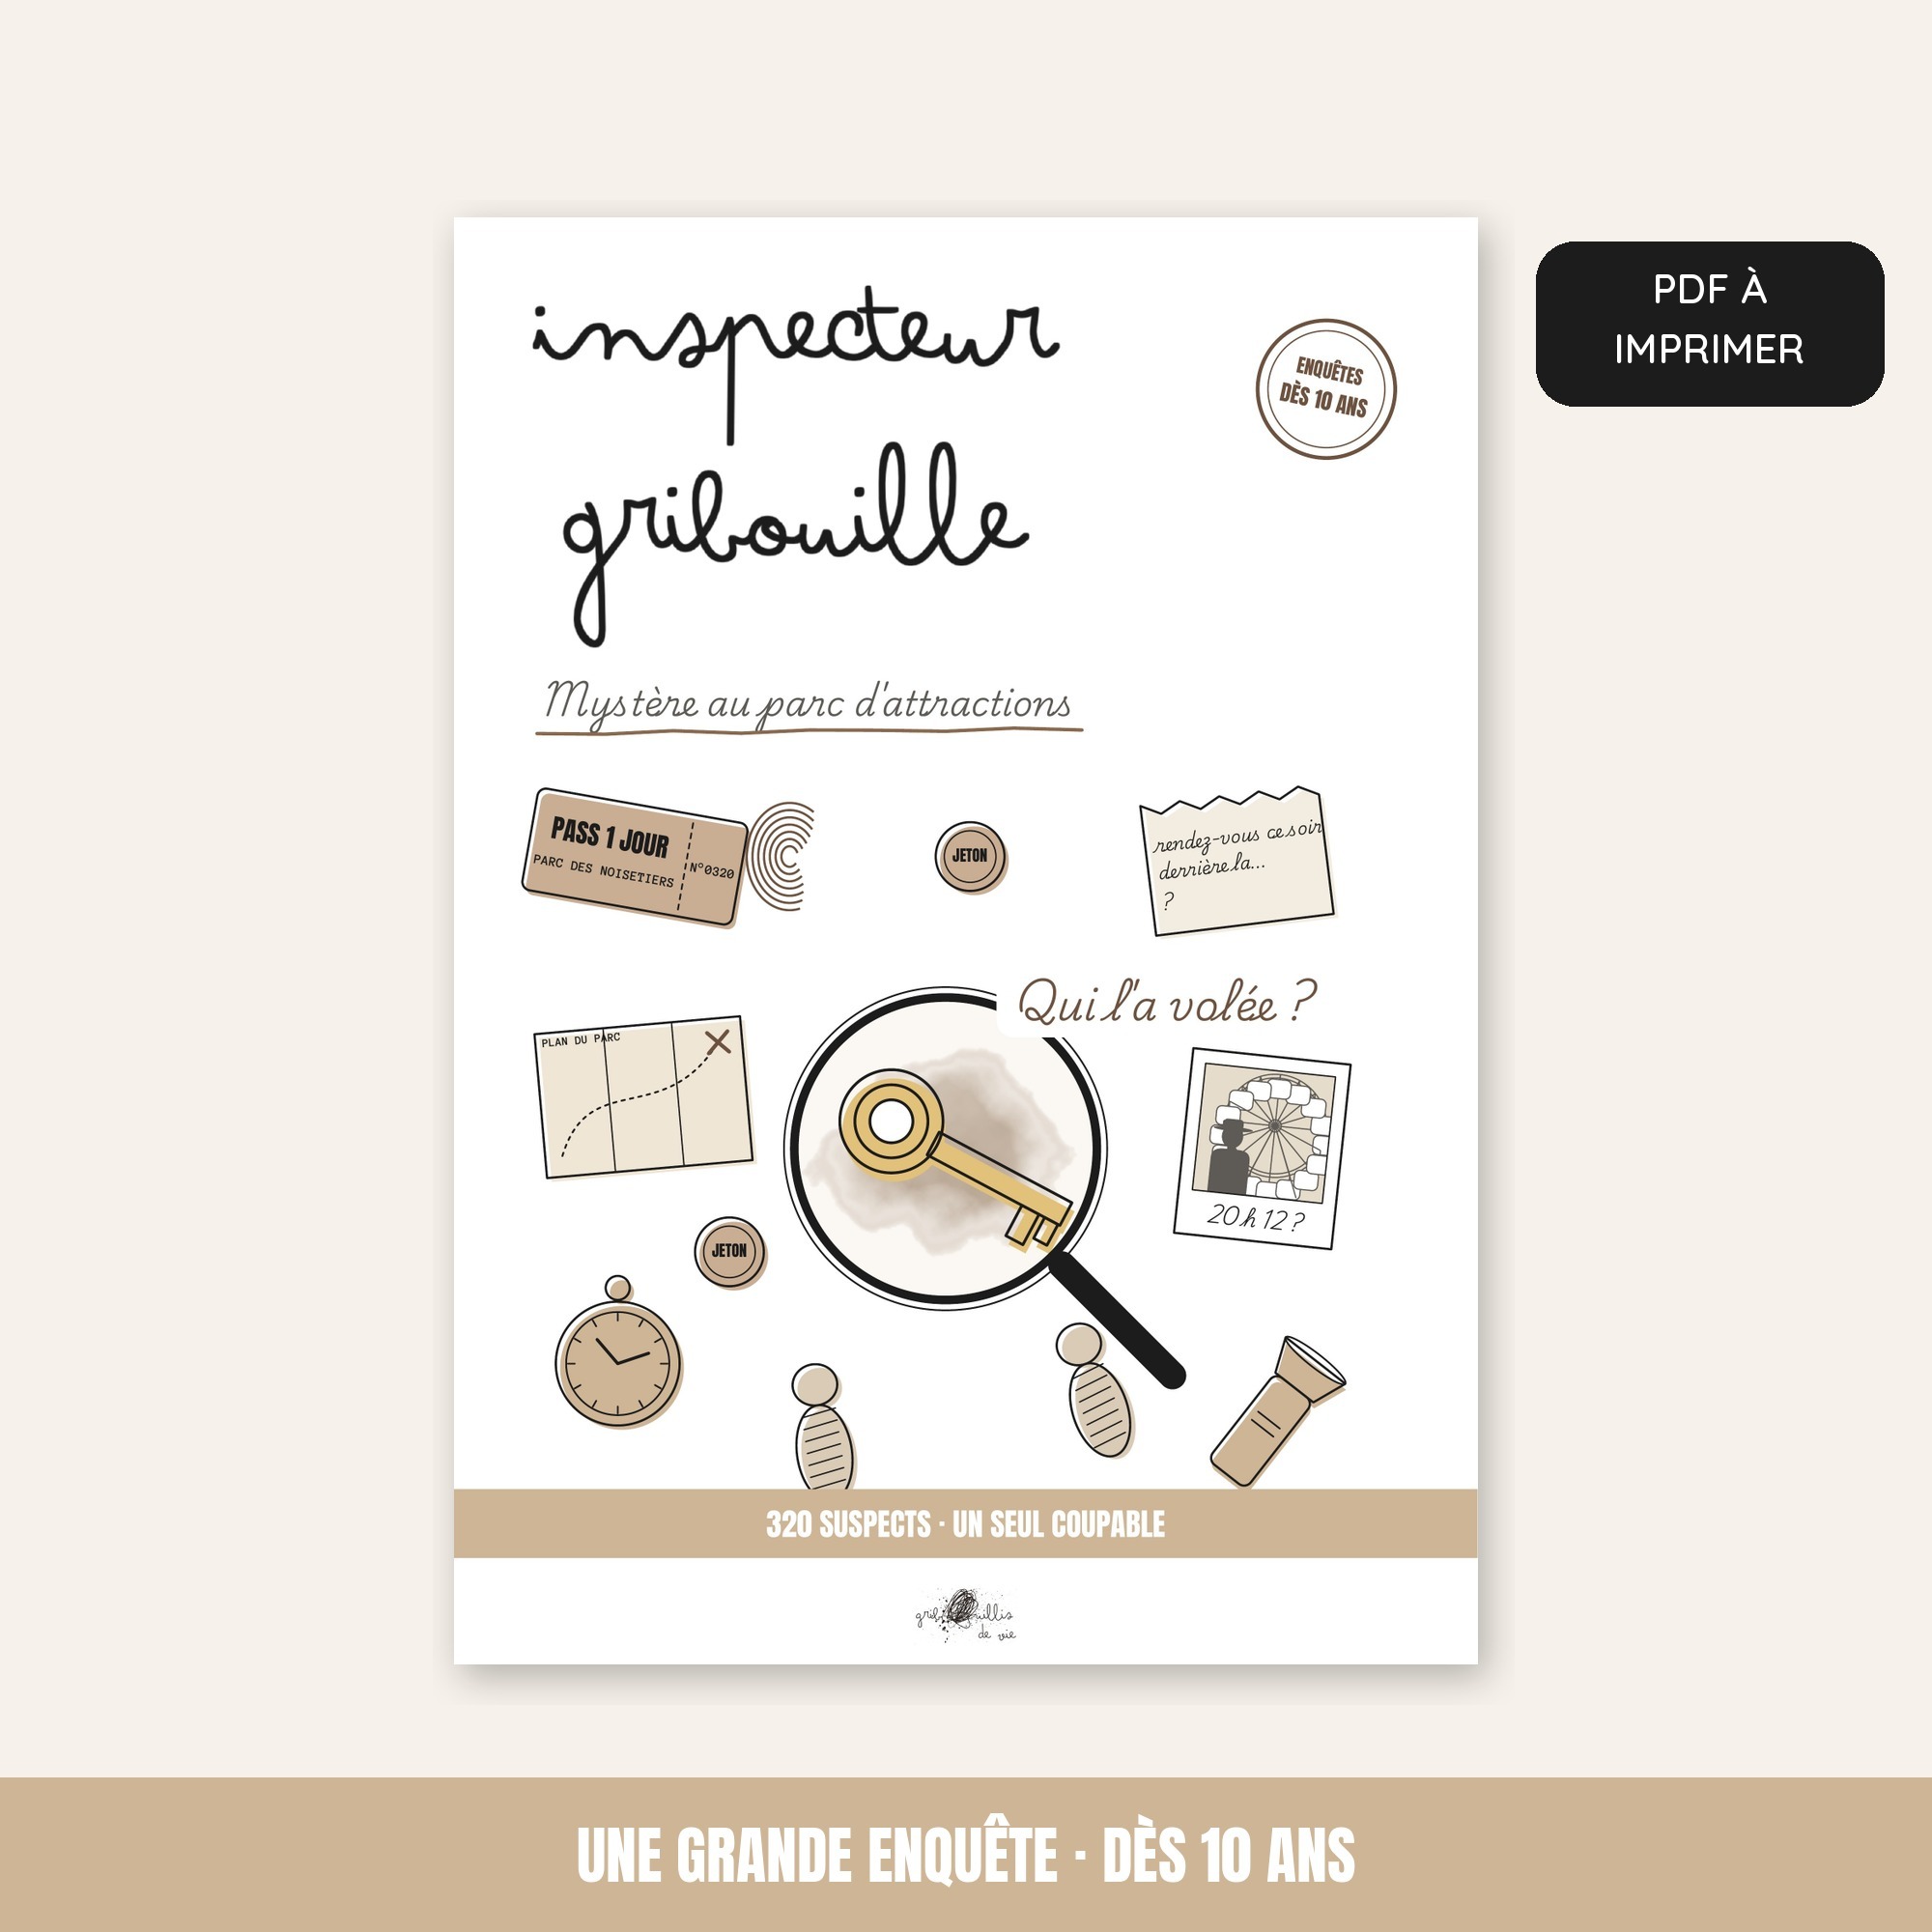 inspecteur
gribouille
ENQUÊTES
DÈS 10 ANS
PDF À
IMPRIMER
Mystère au parc d'attractions
PASS 1 JOUR
PARC DES NOISETIERS
N°0320
JETON
rendez-vous ce soir
derrière la...
?
Qui l'a volée ?
PLAN DU PARC
20h12?
JETON
320 SUSPECTS · UN SEUL COUPABLE
gribouillis
de vie
UNE GRANDE ENQUÊTE · DÈS 10 ANS